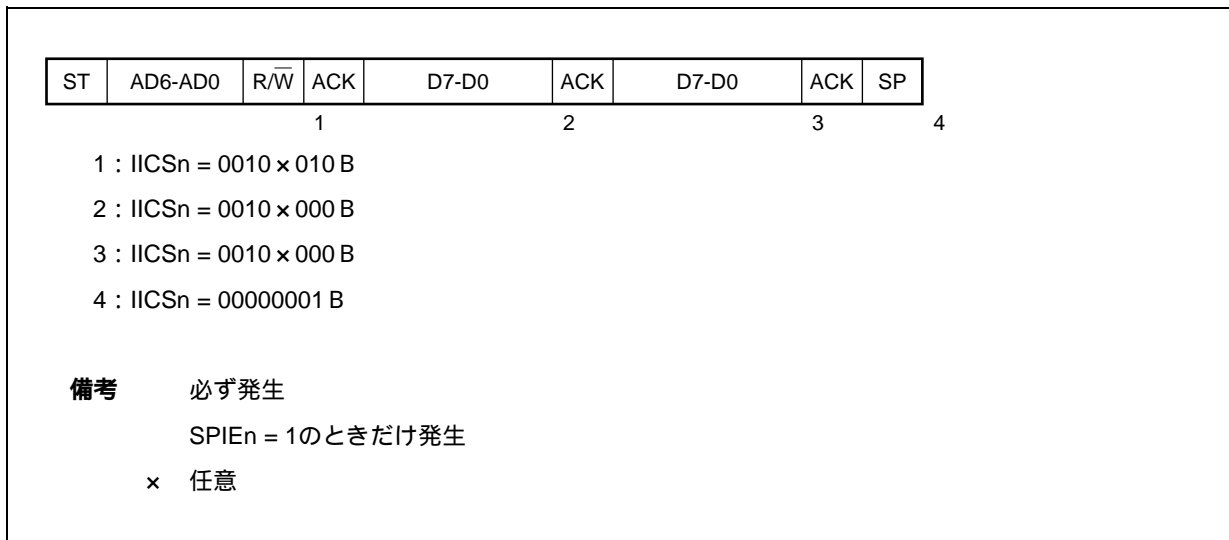 ST AD6-AD0 R/W̅ ACK D7-D0 ACK D7-D0 ACK SP
1 2 3 4
1：IICSn = 0010×010 B
2：IICSn = 0010×000 B
3：IICSn = 0010×000 B
4：IICSn = 00000001 B
備考 必ず発生
SPIEn = 1のときだけ発生
× 任意